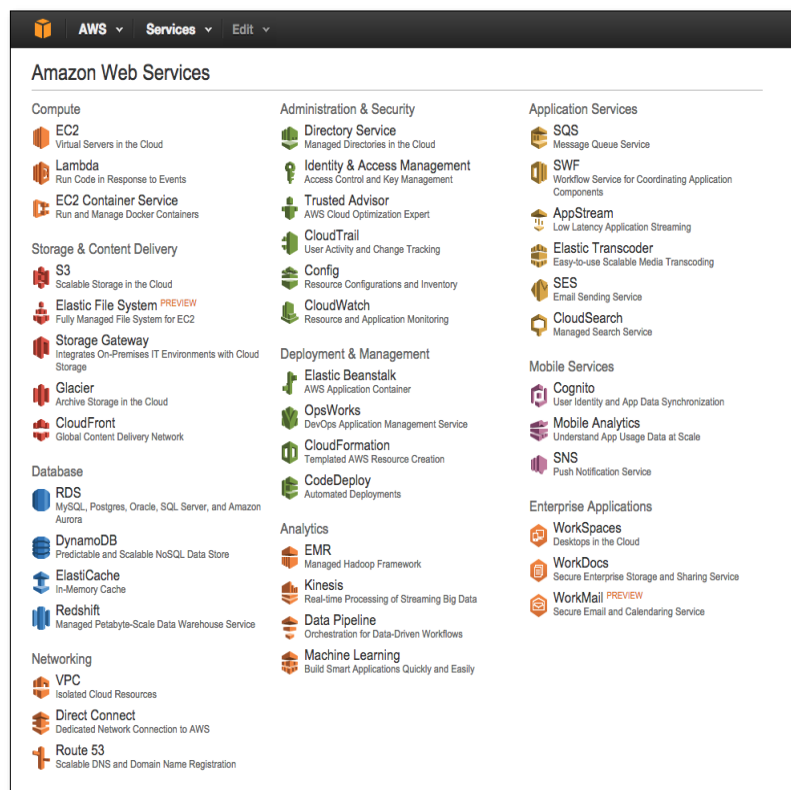 AWS Services Edit
Amazon Web Services
Compute
EC2
Virtual Servers in the Cloud
Lambda
Run Code in Response to Events
EC2 Container Service
Run and Manage Docker Containers
Storage & Content Delivery
S3
Scalable Storage in the Cloud
Elastic File System PREVIEW
Fully Managed File System for EC2
Storage Gateway
Integrates On-Premises IT Environments with Cloud
Storage
Glacier
Archive Storage in the Cloud
CloudFront
Global Content Delivery Network
Database
RDS
MySQL, Postgres, Oracle, SQL Server, and Amazon
Aurora
DynamoDB
Predictable and Scalable NoSQL Data Store
ElastiCache
In-Memory Cache
Redshift
Managed Petabyte-Scale Data Warehouse Service
Networking
VPC
Isolated Cloud Resources
Direct Connect
Dedicated Network Connection to AWS
Route 53
Scalable DNS and Domain Name Registration
Administration & Security
Directory Service
Managed Directories in the Cloud
Identity & Access Management
Access Control and Key Management
Trusted Advisor
AWS Cloud Optimization Expert
CloudTrail
User Activity and Change Tracking
Config
Resource Configurations and Inventory
CloudWatch
Resource and Application Monitoring
Deployment & Management
Elastic Beanstalk
AWS Application Container
OpsWorks
DevOps Application Management Service
CloudFormation
Templated AWS Resource Creation
CodeDeploy
Automated Deployments
Analytics
EMR
Managed Hadoop Framework
Kinesis
Real-time Processing of Streaming Big Data
Data Pipeline
Orchestration for Data-Driven Workflows
Machine Learning
Build Smart Applications Quickly and Easily
Application Services
SQS
Message Queue Service
SWF
Workflow Service for Coordinating Application
Components
AppStream
Low Latency Application Streaming
Elastic Transcoder
Easy-to-use Scalable Media Transcoding
SES
Email Sending Service
CloudSearch
Managed Search Service
Mobile Services
Cognito
User Identity and App Data Synchronization
Mobile Analytics
Understand App Usage Data at Scale
SNS
Push Notification Service
Enterprise Applications
WorkSpaces
Desktops in the Cloud
WorkDocs
Secure Enterprise Storage and Sharing Service
WorkMail PREVIEW
Secure Email and Calendaring Service